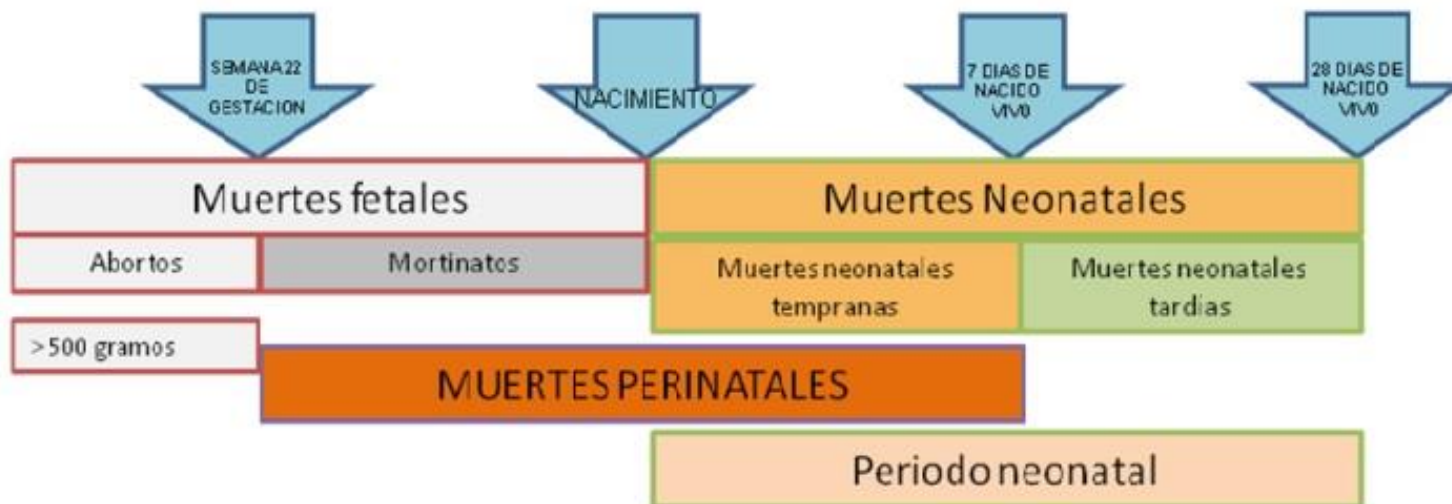 SEMANA 22
DE
GESTACION
NACIMIENTO
7 DIAS DE
NACIDO
VIVO
28 DIAS DE
NACIDO
VIVO
Muertes fetales
Muertes Neonatales
Abortos
Mortinatos
Muertes neonatales
tempranas
Muertes neonatales
tardias
>500 gramos
MUERTES PERINATALES
Periodo neonatal